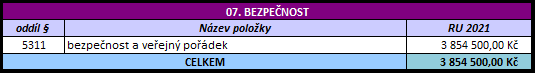 07. BEZPEČNOST
oddíl § Název položky RU 2021
5311 bezpečnost a veřejný pořádek 3 854 500,00 Kč
CELKEM 3 854 500,00 Kč